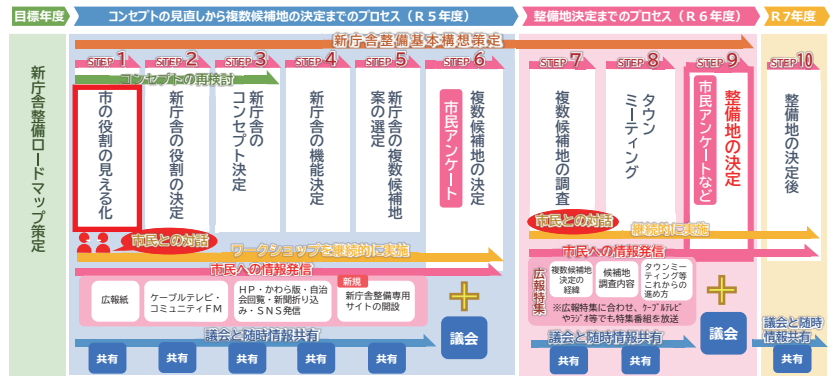 目標年度
コンセプトの見直しから複数候補地の決定までのプロセス（Ｒ５年度）
整備地決定までのプロセス（Ｒ６年度）
Ｒ７年度
新庁舎整備ロードマップ策定
新庁舎整備基本構想策定
STEP 1
STEP 2
STEP 3
STEP 4
STEP 5
STEP 6
STEP 7
STEP 8
STEP 9
STEP 10
コンセプトの再検討
市の役割の見える化
新庁舎の役割の決定
新庁舎の
コンセプト決定
新庁舎の機能決定
新庁舎の複数候補地
案の選定
複数候補地の決定
市民アンケート
複数候補地の調査
タウン
ミーティング
整備地の決定
市民アンケートなど
整備地の決定後
市民との対話
ワークショップを継続的に実施
市民への情報発信
広報紙
ケーブルテレビ・
コミュニティＦＭ
ＨＰ・かわら版・自治
会回覧・新聞折り込
み・ＳＮＳ発信
新規
新庁舎整備専用
サイトの開設
議会と随時情報共有
共有
共有
共有
共有
共有
議会
市民との対話
継続的に実施
市民への情報発信
広報特集
複数候補地
決定の
経緯
候補地
調査内容
タウンミー
ティング等
これからの
進め方
※広報特集に合わせ、ケーブルテレビ
やラジオ等でも特集番組を放送
議会と随時情報共有
共有
共有
議会
議会と随時
情報共有
共有